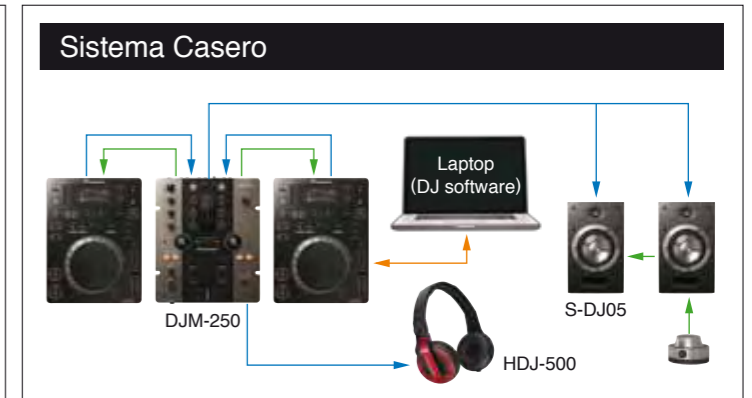 Sistema Casero
Laptop
(DJ software)
S-DJ05
DJM-250
HDJ-500